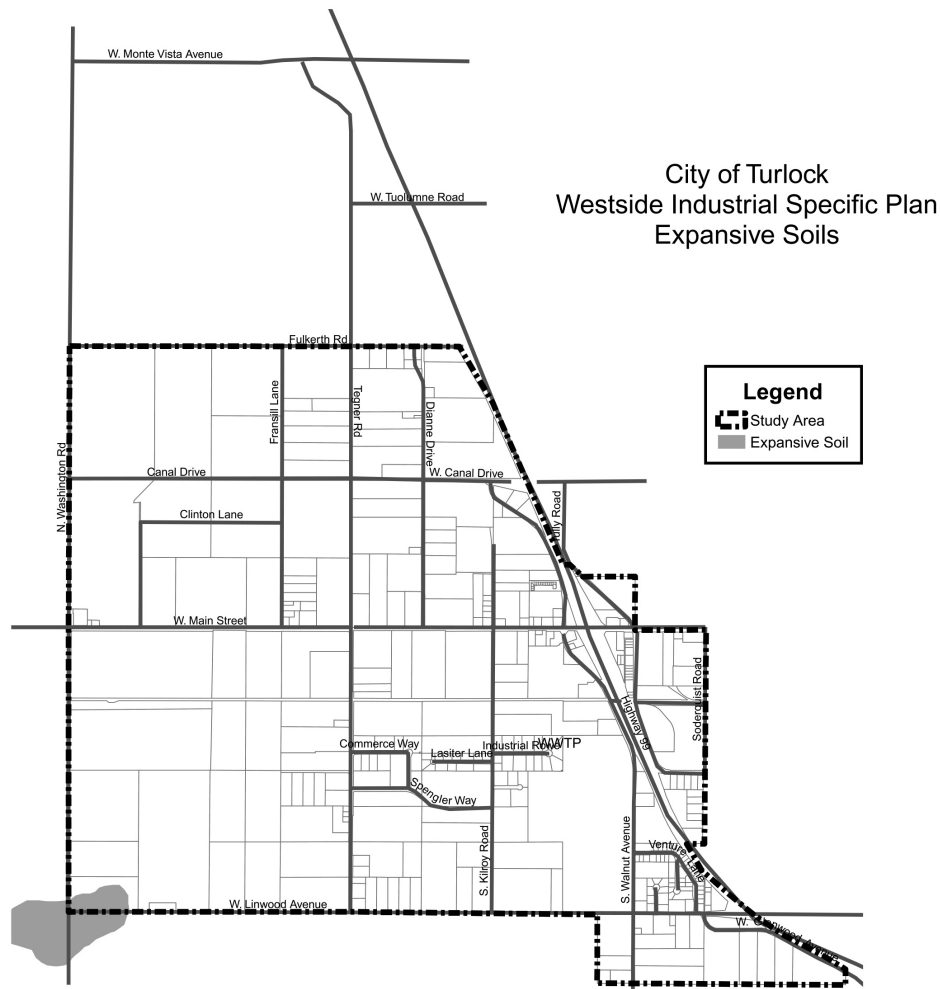 W. Monte Vista Avenue
City of Turlock
Westside Industrial Specific Plan
Expansive Soils
W. Tuolumne Road
Fulkerth Rd
Legend
Study Area
Expansive Soil
Fransill Lane
Tegner Rd
Dianne Drive
N. Washington Rd
Canal Drive
W. Canal Drive
Clinton Lane
Road
W. Main Street
Soderquist Road
Highway 99
Commerce Way
Lasiter Lane
Industrial Rowe
WWTP
Spengler Way
S. Kilroy Road
S. Walnut Avenue
Venture Lane
W. Linwood Avenue
W.
Avenue